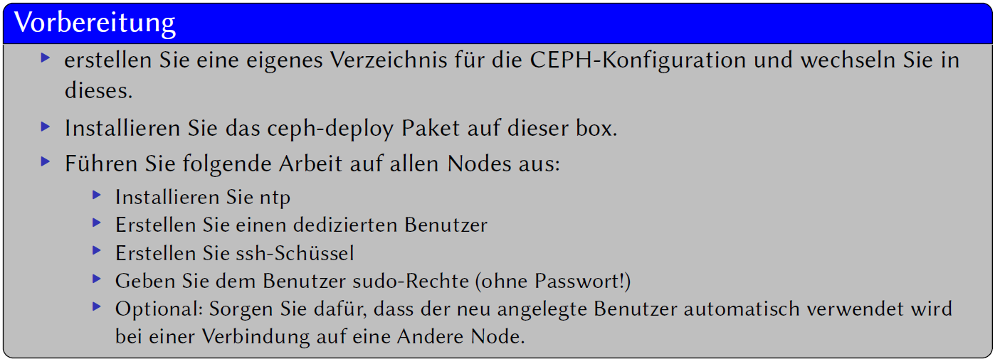 Vorbereitung
erstellen Sie eine eigenes Verzeichnis für die CEPH-Konfiguration und wechseln Sie in
dieses.
Installieren Sie das ceph-deploy Paket auf dieser box.
Führen Sie folgende Arbeit auf allen Nodes aus:
Installieren Sie ntp
Erstellen Sie einen dedizierten Benutzer
Erstellen Sie ssh-Schüssel
Geben Sie dem Benutzer sudo-Rechte (ohne Passwort!)
Optional: Sorgen Sie dafür, dass der neu angelegte Benutzer automatisch verwendet wird
bei einer Verbindung auf eine Andere Node.